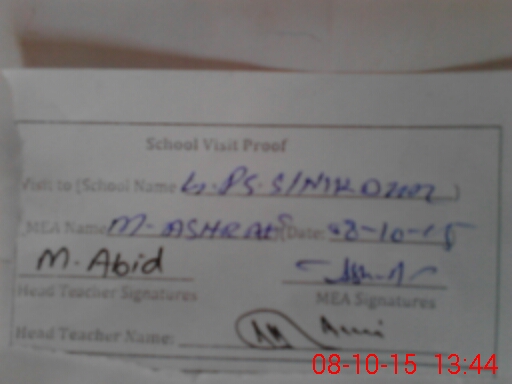 School Visit Proof
Visit to (School Name G.PS.
MEA Name M. ASHRAF (Date: 08-10-15
M. Abid
Head Teacher Signatures MEA Signatures
Head Teacher Name:
08-10-15 13:44